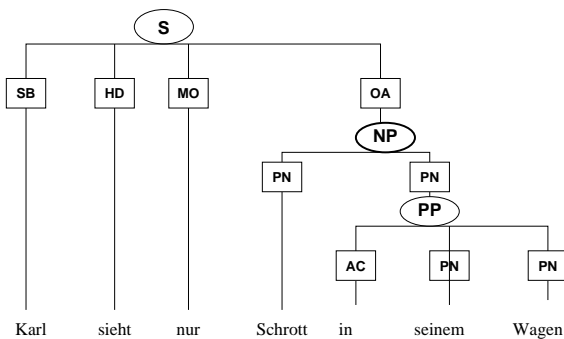 S
SB HD MO OA
NP
PN PN
PP
AC PN PN
Karl sieht nur Schrott in seinem Wagen